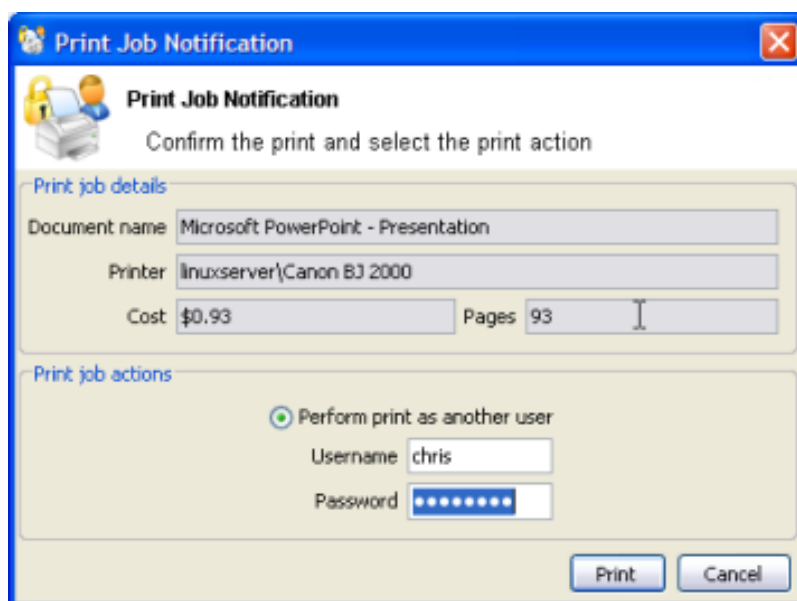 Print Job Notification
Print Job Notification
Confirm the print and select the print action
Print job details
Document name Microsoft PowerPoint - Presentation
Printer linuxserver\Canon BJ 2000
Cost $0.93 Pages 93
Print job actions
Perform print as another user
Username chris
Password ●●●●●●●●
Print Cancel